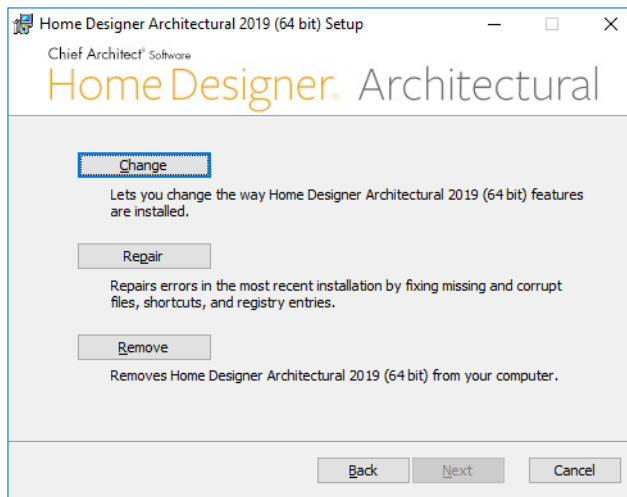 Home Designer Architectural 2019 (64 bit) Setup
Chief Architect® Software
Home Designer® Architectural
Change
Lets you change the way Home Designer Architectural 2019 (64 bit) features
are installed.
Repair
Repairs errors in the most recent installation by fixing missing and corrupt
files, shortcuts, and registry entries.
Remove
Removes Home Designer Architectural 2019 (64 bit) from your computer.
Back Next Cancel